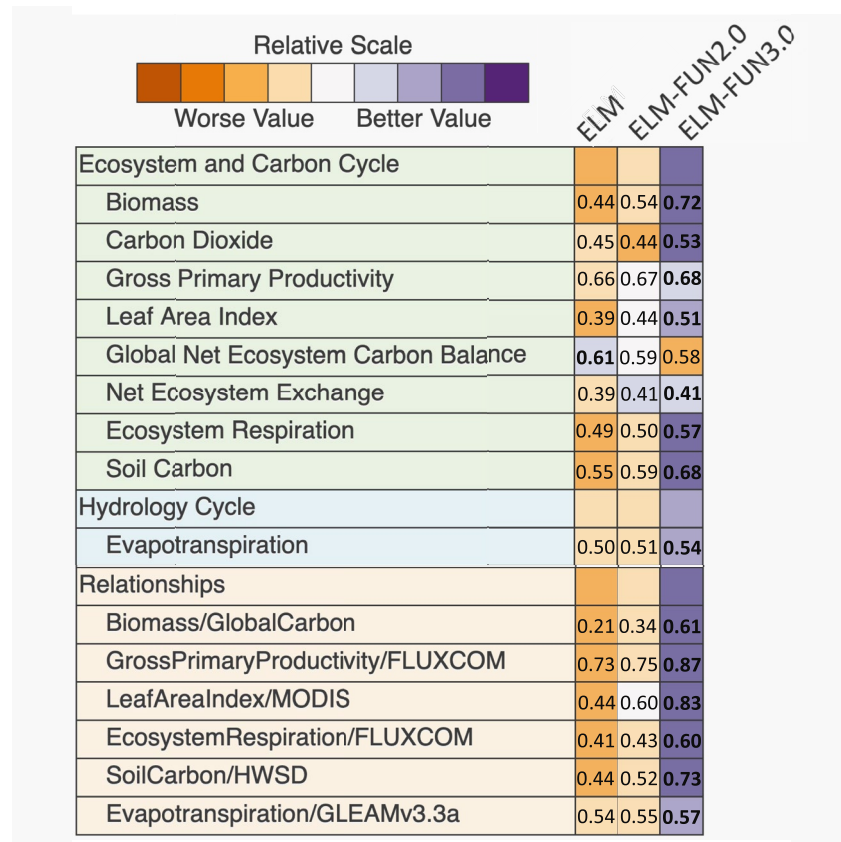 Relative Scale
Worse Value Better Value
ELM ELM-FUN2.0 ELM-FUN3.0
Ecosystem and Carbon Cycle
Biomass 0.44 0.54 0.72
Carbon Dioxide 0.45 0.44 0.53
Gross Primary Productivity 0.66 0.67 0.68
Leaf Area Index 0.39 0.44 0.51
Global Net Ecosystem Carbon Balance 0.61 0.59 0.58
Net Ecosystem Exchange 0.39 0.41 0.41
Ecosystem Respiration 0.49 0.50 0.57
Soil Carbon 0.55 0.59 0.68
Hydrology Cycle
Evapotranspiration 0.50 0.51 0.54
Relationships
Biomass/GlobalCarbon 0.21 0.34 0.61
GrossPrimaryProductivity/FLUXCOM 0.73 0.75 0.87
LeafAreaIndex/MODIS 0.44 0.60 0.83
EcosystemRespiration/FLUXCOM 0.41 0.43 0.60
SoilCarbon/HWSD 0.44 0.52 0.73
Evapotranspiration/GLEAMv3.3a 0.54 0.55 0.57